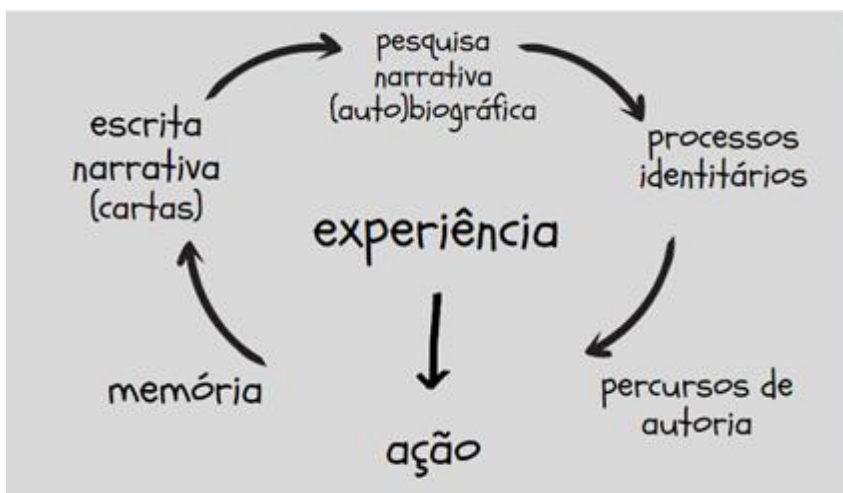 pesquisa
narrativa
(auto)biográfica
escrita
narrativa
(cartas)
processos
identitários
experiência
memória
percursos de
autoria
ação